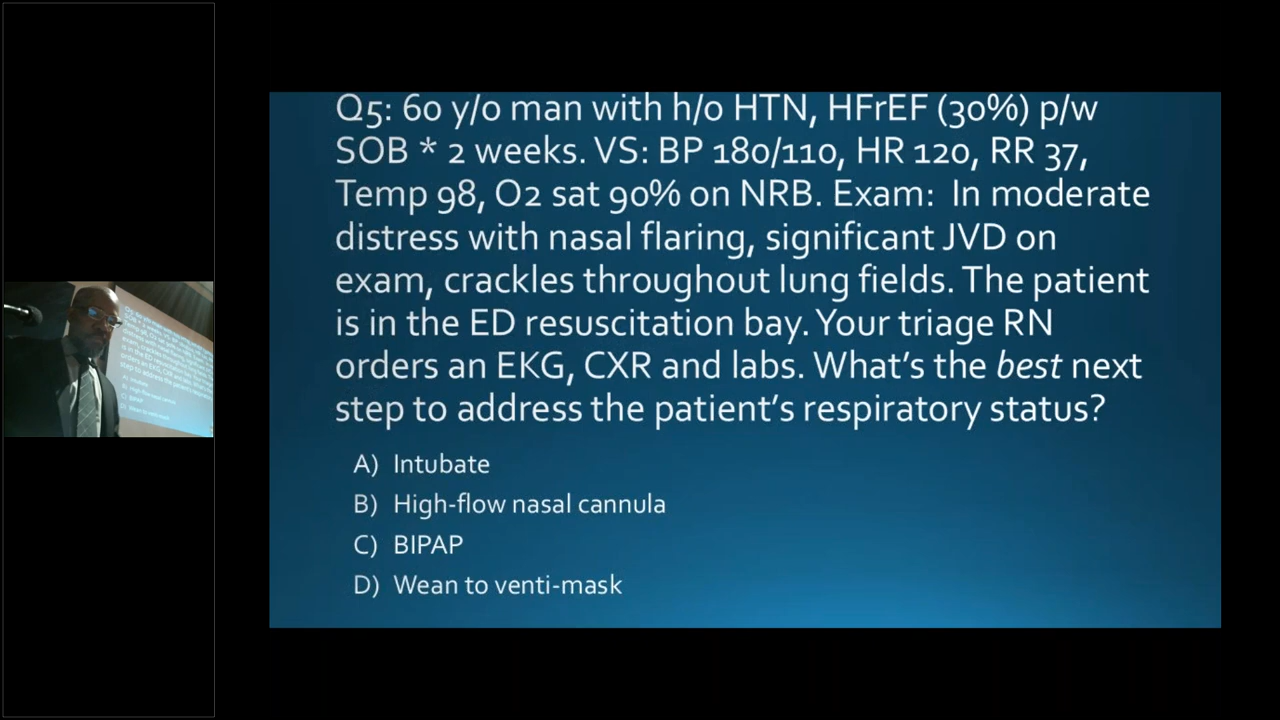 Q5: 60 y/o man with h/o HTN, HFrEF (30%) p/w
SOB * 2 weeks. VS: BP 180/110, HR 120, RR 37,
Temp 98, O2 sat 90% on NRB. Exam:  In moderate
distress with nasal flaring, significant JVD on
exam, crackles throughout lung fields. The patient
is in the ED resuscitation bay. Your triage RN
orders an EKG, CXR and labs. What’s the best next
step to address the patient’s respiratory status?
A) Intubate
B) High-flow nasal cannula
C) BIPAP
D) Wean to venti-mask